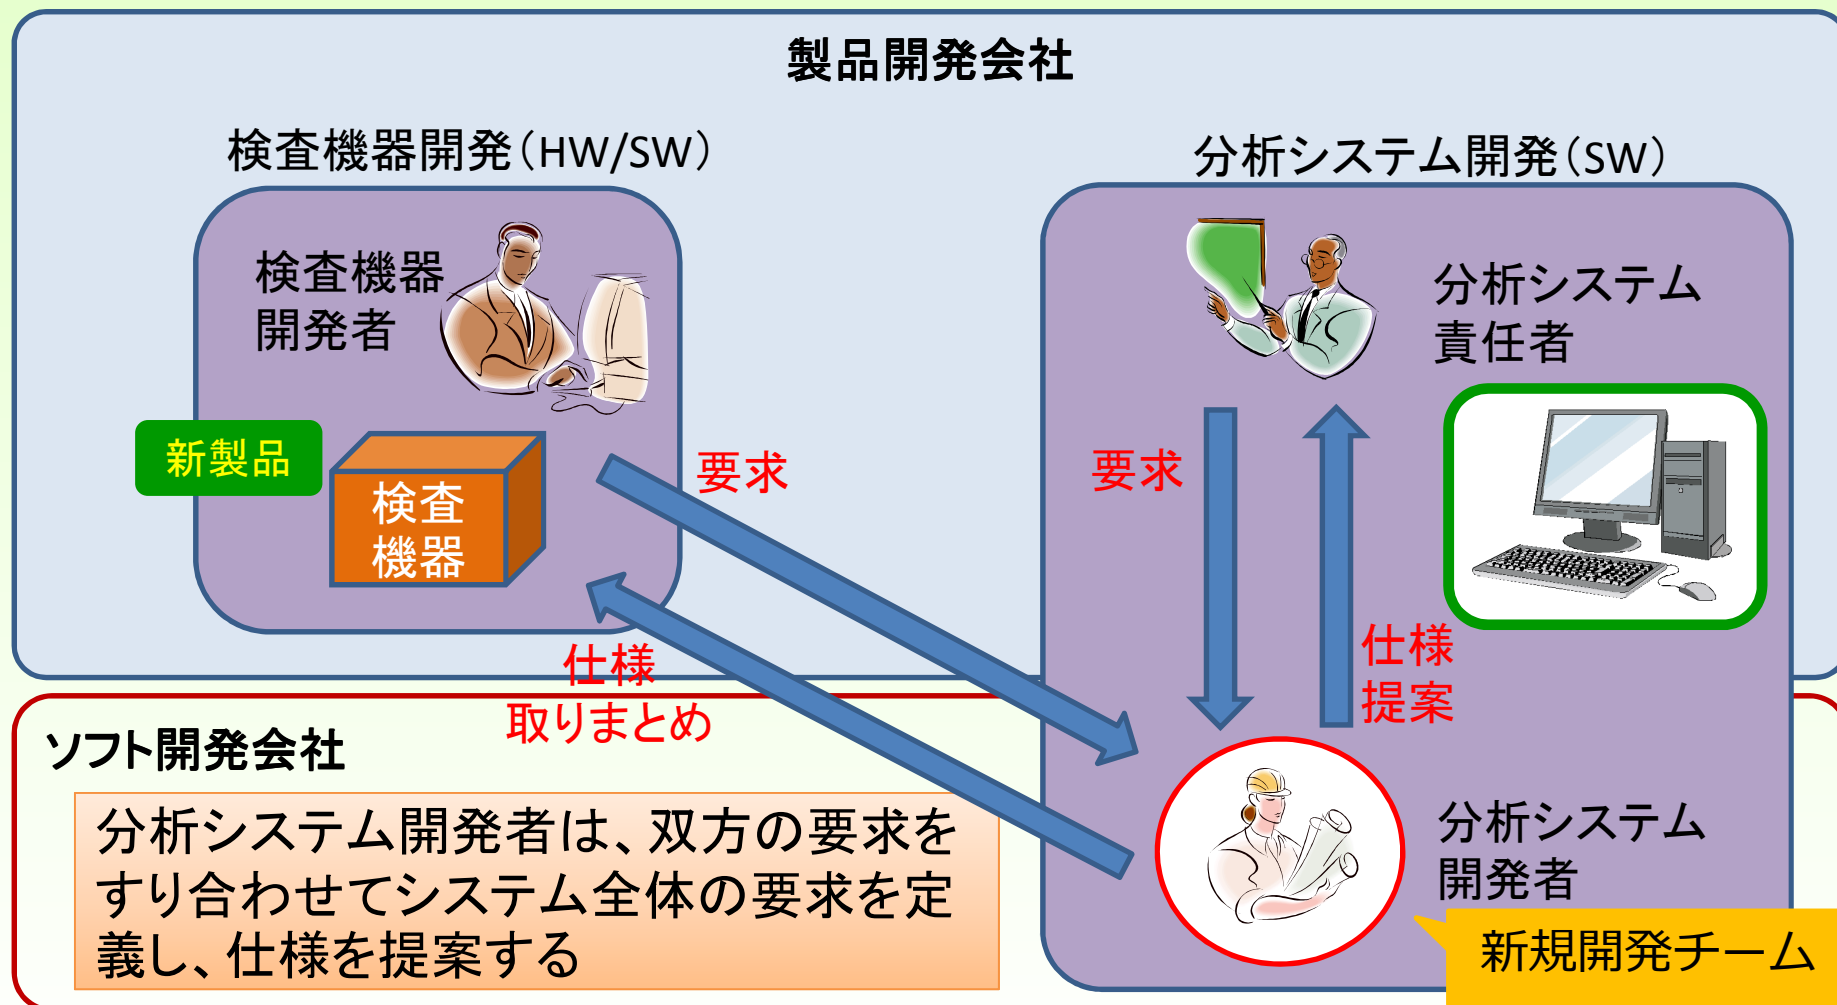 製品開発会社
検査機器開発（HW/SW）
分析システム開発（SW）
検査機器
開発者
分析システム
責任者
新製品
検査
機器
要求
要求
仕様
取りまとめ
仕様
提案
ソフト開発会社
分析システム開発者は、双方の要求を
すり合わせてシステム全体の要求を定
義し、仕様を提案する
分析システム
開発者
新規開発チーム